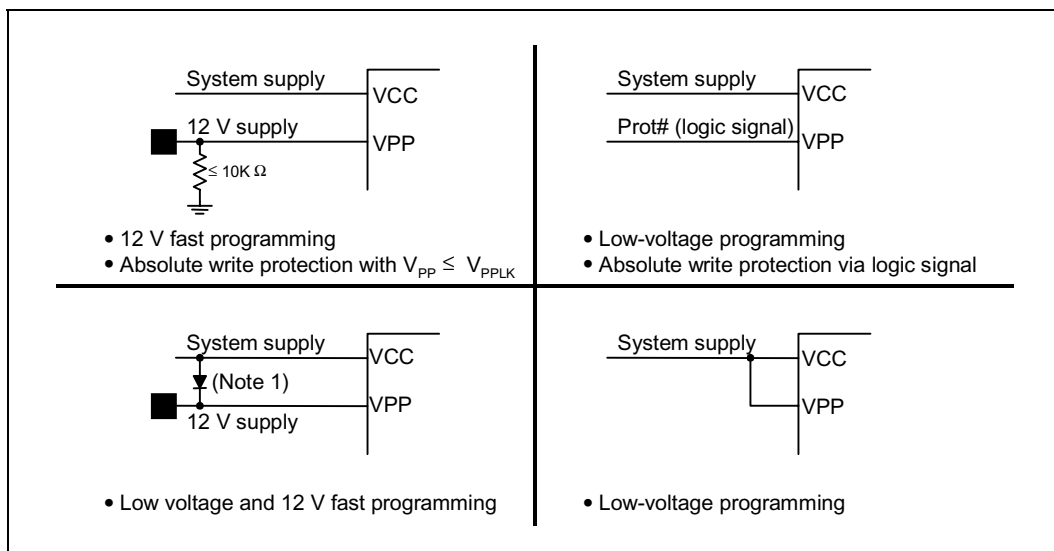 System supply
VCC
12 V supply
VPP
≤ 10K Ω
• 12 V fast programming
• Absolute write protection with VPP ≤ VPPLK
System supply
VCC
Prot# (logic signal)
VPP
• Low-voltage programming
• Absolute write protection via logic signal
System supply
VCC
(Note 1)
VPP
12 V supply
• Low voltage and 12 V fast programming
System supply
VCC
VPP
• Low-voltage programming